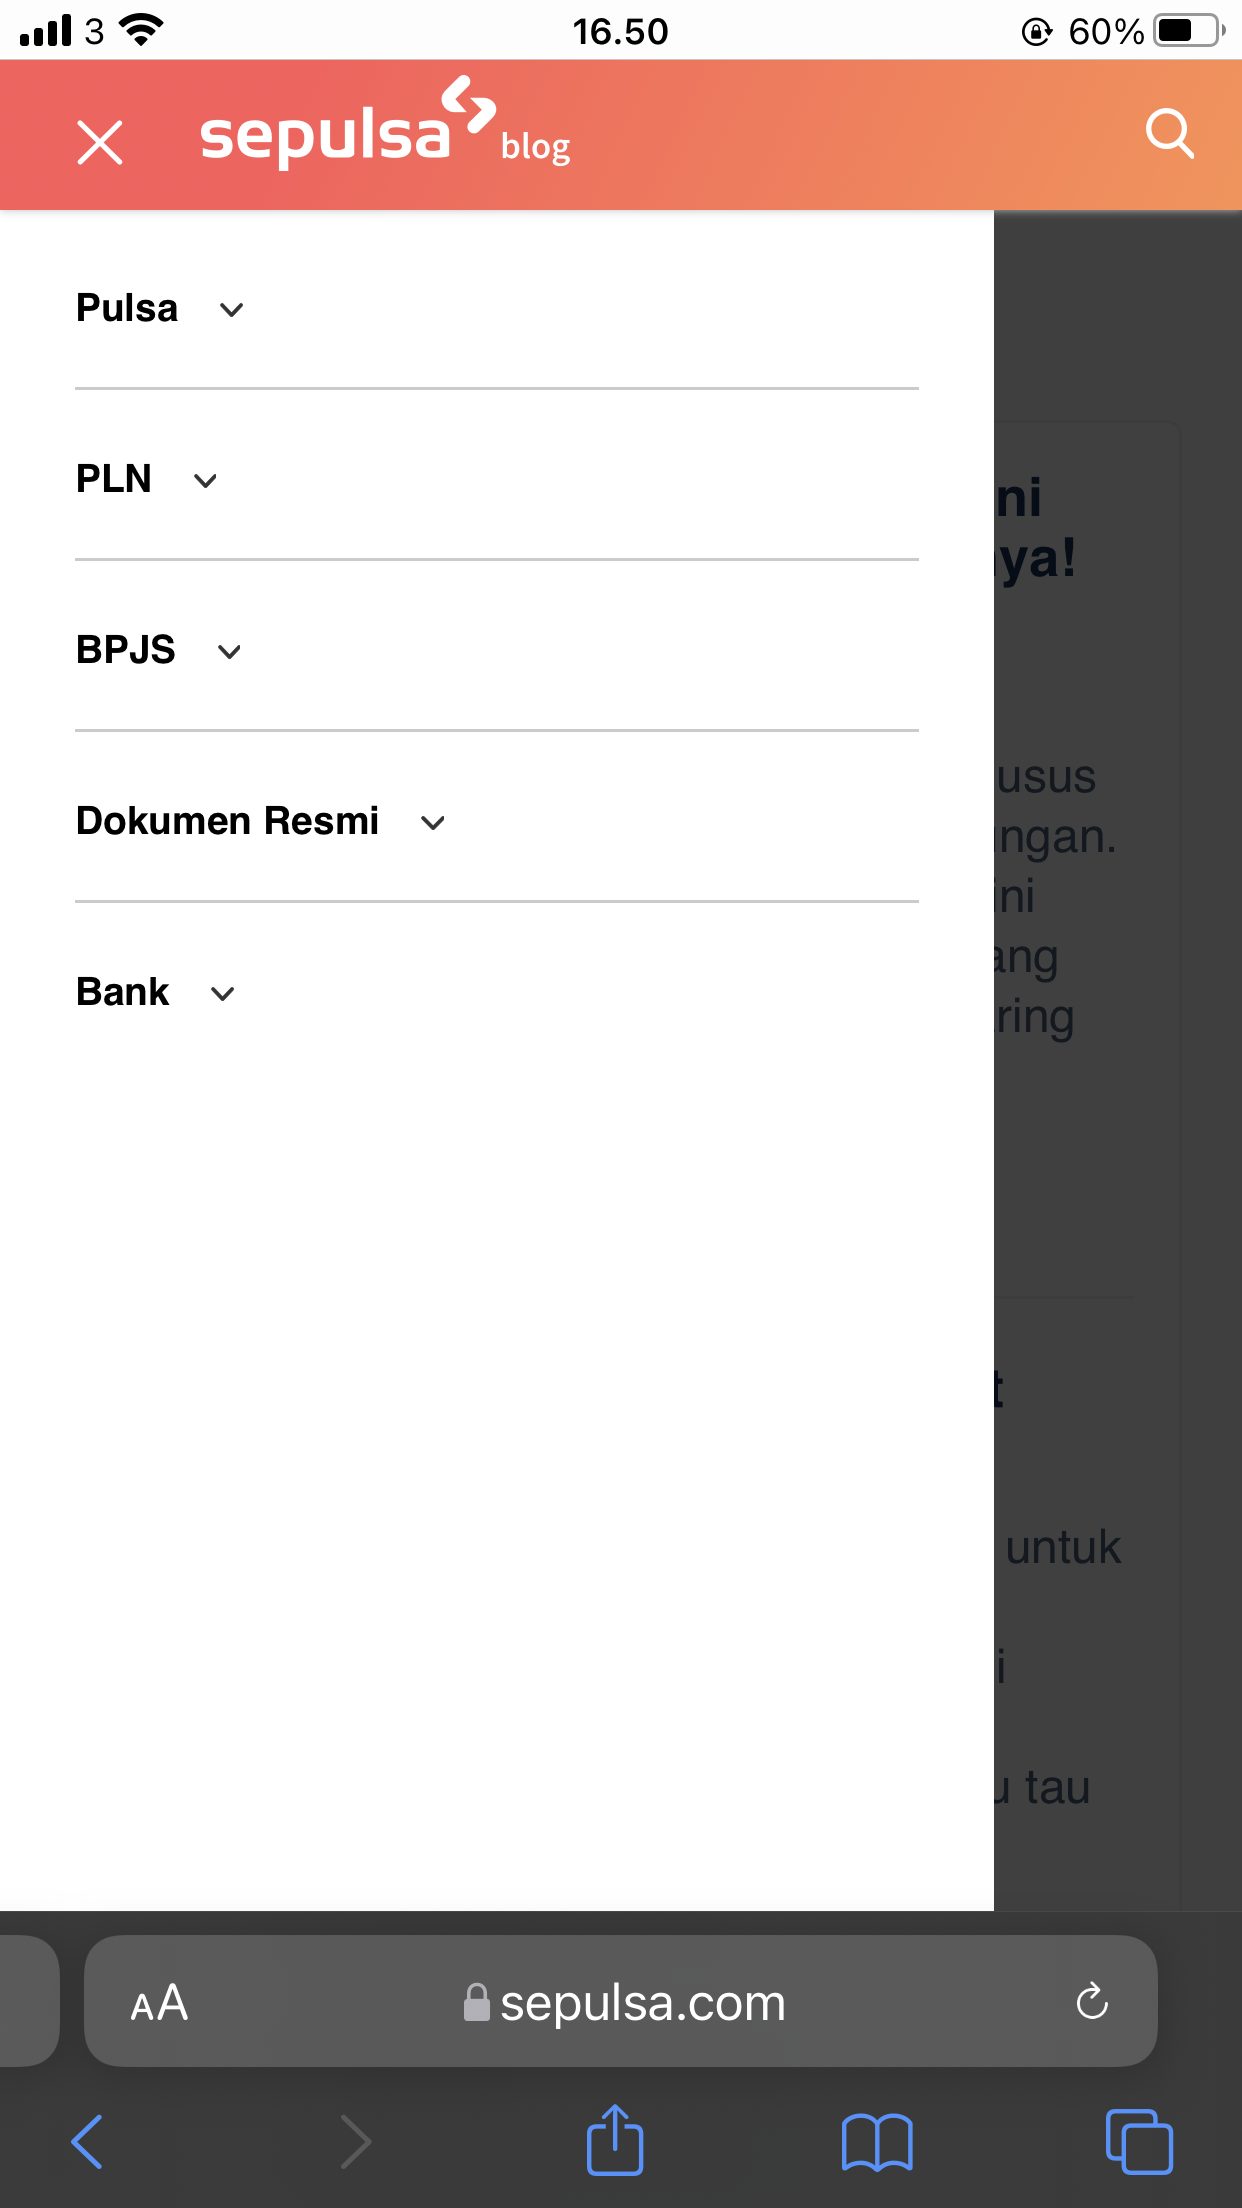 3
16.50
60%
sepulsa blog
Pulsa
PLN
BPJS
Dokumen Resmi
Bank
ni
ya!
usus
ngan.
ini
ang
ring
t
untuk
i
u tau
AA
sepulsa.com